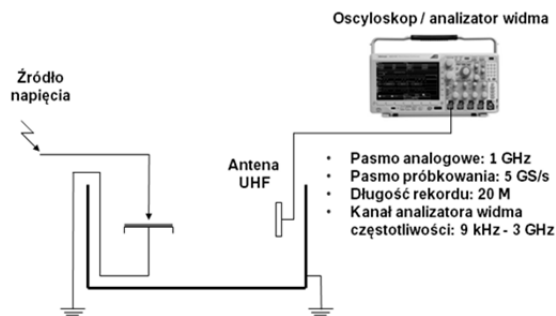 Oscyloskop / analizator widma
Źródło
napięcia
Antena
UHF
• Pasmo analogowe: 1 GHz
• Pasmo próbkowania: 5 GS/s
• Długość rekordu: 20 M
• Kanał analizatora widma
częstotliwości: 9 kHz - 3 GHz